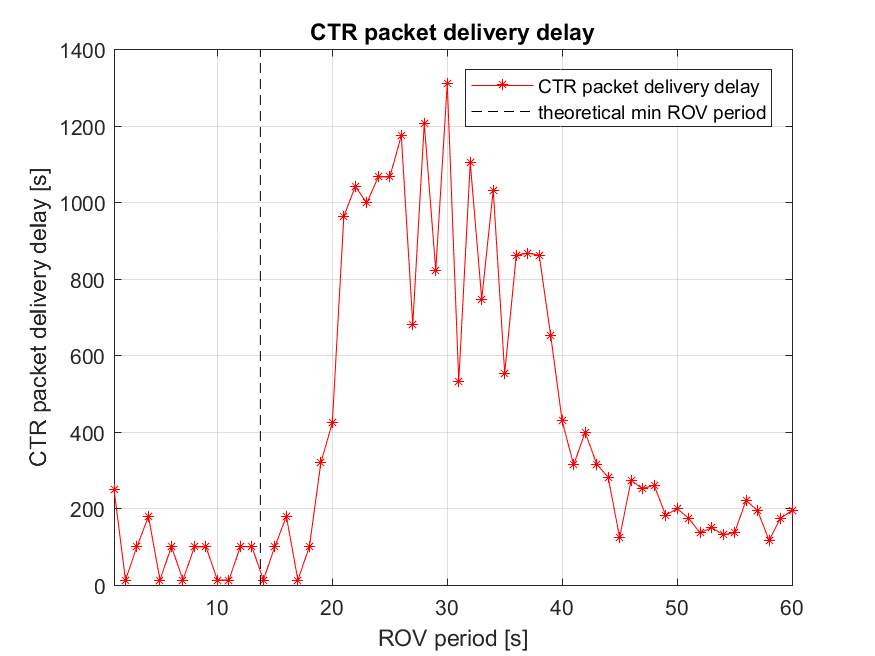 CTR packet delivery delay
1400
1200
1000
800
600
400
200
0
CTR packet delivery delay [s]
CTR packet delivery delay
theoretical min ROV period
10
20
30
40
50
60
ROV period [s]